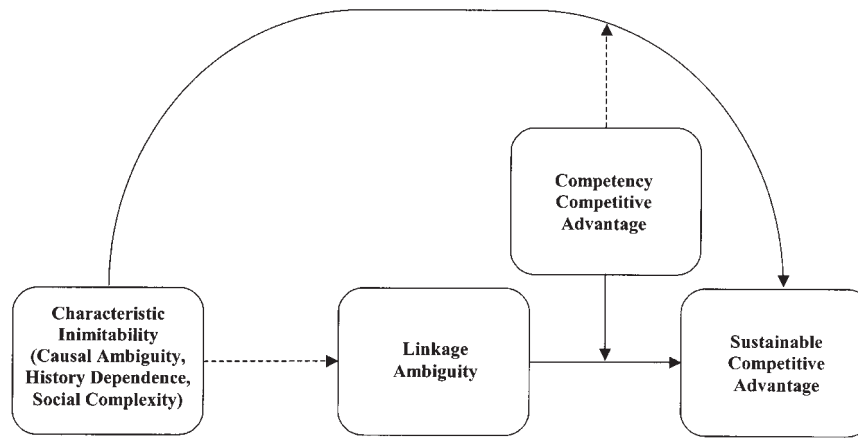 Competency
Competitive
Advantage
Characteristic
Inimitability
(Causal Ambiguity,
History Dependence,
Social Complexity)
Linkage
Ambiguity
Sustainable
Competitive
Advantage